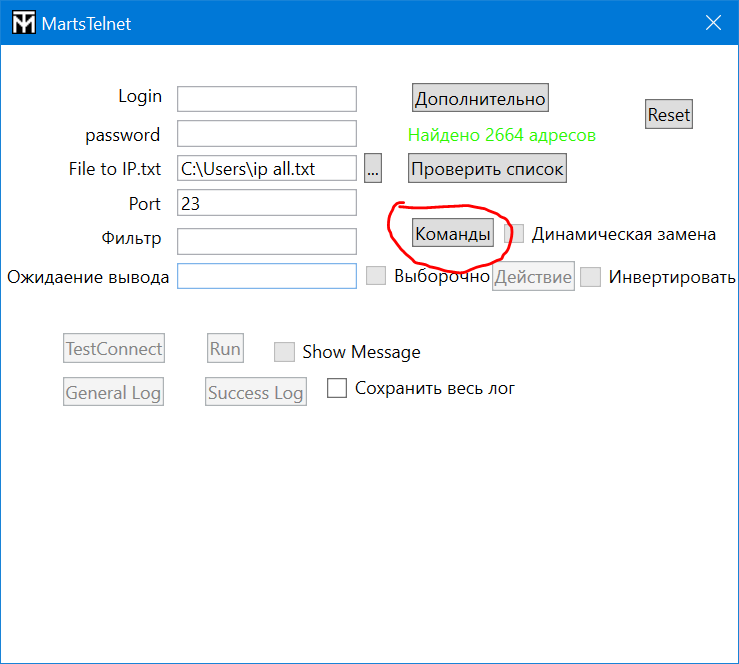 MartsTelnet
Login
Дополнительно
Reset
password
Найдено 2664 адресов
File to IP.txt C:\Users\ip all.txt ... Проверить список
Port 23
Фильтр
Команды Динамическая замена
Ожидаение вывода Выборочно Действие Инвертировать
TestConnect Run Show Message
General Log Success Log Сохранить весь лог